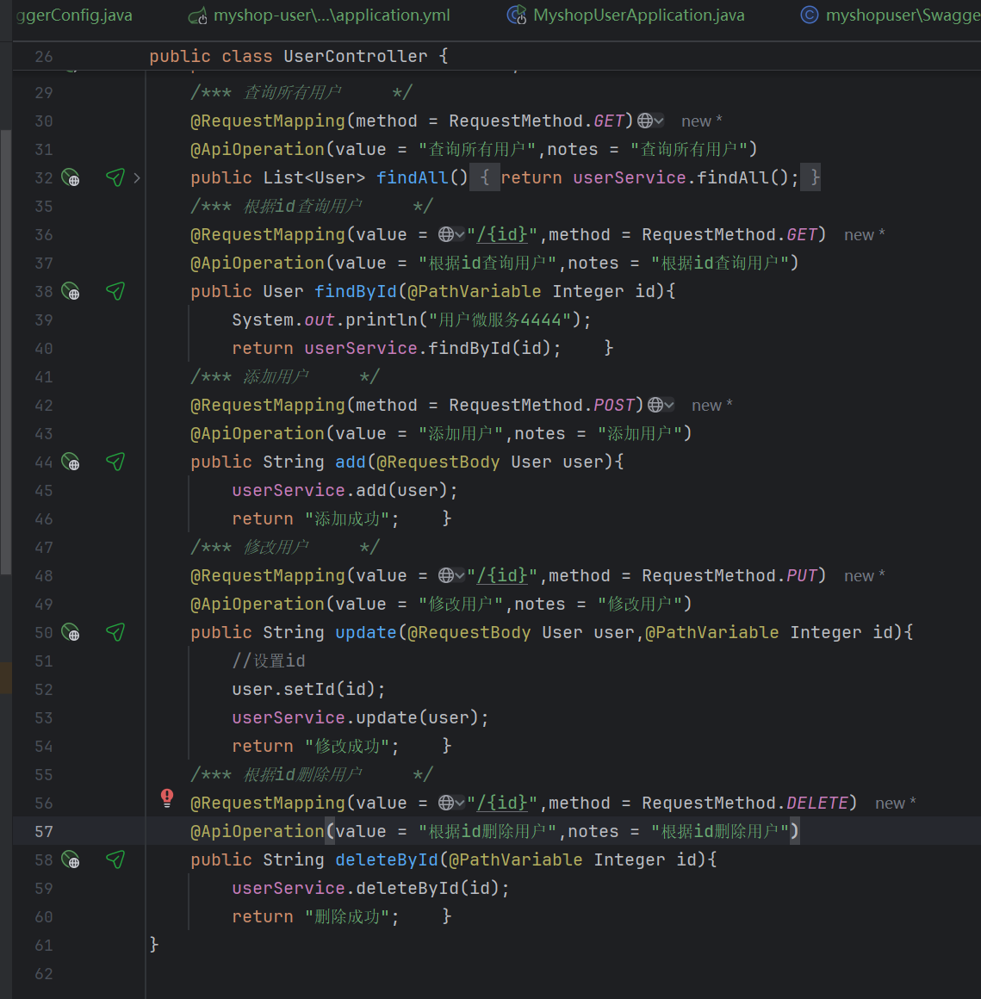 ggerConfig.java myshop-user\...\application.yml MyshopUserApplication.java myshopuser\Swagge
26 public class UserController {
29 /*** 查询所有用户 */
30 @RequestMapping(method = RequestMethod.GET) new *
31 @ApiOperation(value = "查询所有用户",notes = "查询所有用户")
32 public List<User> findAll() { return userService.findAll(); }
35 /*** 根据id查询用户 */
36 @RequestMapping(value = "/{id}",method = RequestMethod.GET) new *
37 @ApiOperation(value = "根据id查询用户",notes = "根据id查询用户")
38 public User findById(@PathVariable Integer id){
39 System.out.println("用户微服务4444");
40 return userService.findById(id); }
41 /*** 添加用户 */
42 @RequestMapping(method = RequestMethod.POST) new *
43 @ApiOperation(value = "添加用户",notes = "添加用户")
44 public String add(@RequestBody User user){
45 userService.add(user);
46 return "添加成功"; }
47 /*** 修改用户 */
48 @RequestMapping(value = "/{id}",method = RequestMethod.PUT) new *
49 @ApiOperation(value = "修改用户",notes = "修改用户")
50 public String update(@RequestBody User user,@PathVariable Integer id){
51 //设置id
52 user.setId(id);
53 userService.update(user);
54 return "修改成功"; }
55 /*** 根据id删除用户 */
56 @RequestMapping(value = "/{id}",method = RequestMethod.DELETE) new *
57 @ApiOperation(value = "根据id删除用户",notes = "根据id删除用户")
58 public String deleteById(@PathVariable Integer id){
59 userService.deleteById(id);
60 return "删除成功"; }
61 }
62